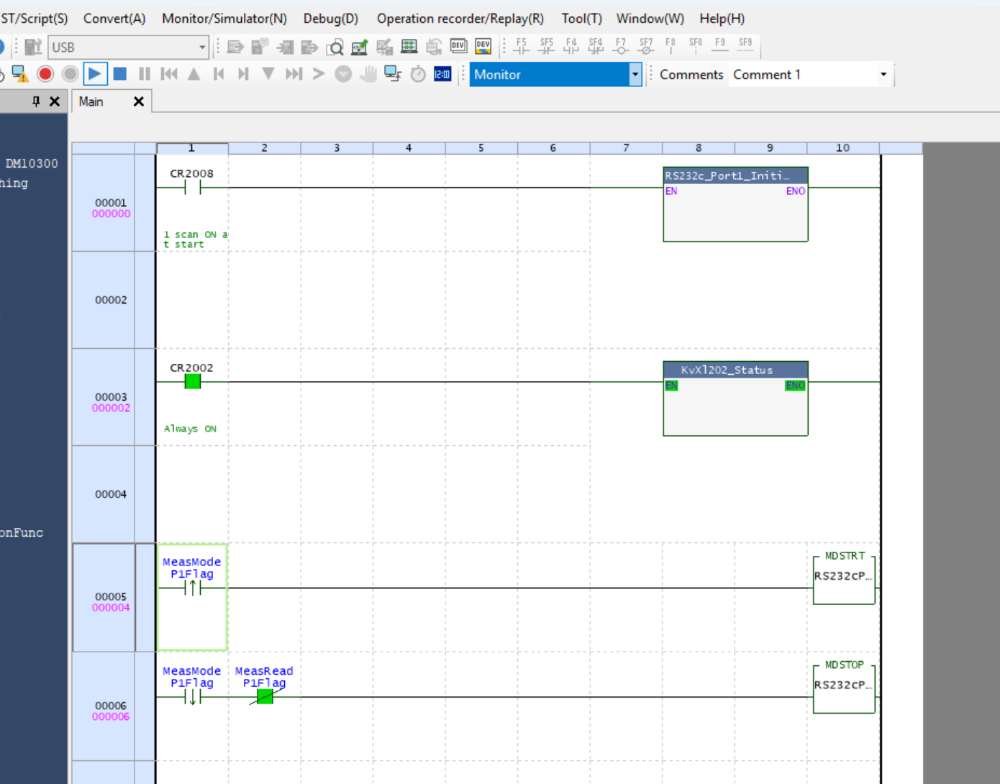 ST/Script(S) Convert(A) Monitor/Simulator(N) Debug(D) Operation recorder/Replay(R) Tool(T) Window(W) Help(H)
USB
DEV DEV F5 SF5 F4 SF4 F7 SF7 F8 SF8 F9 SF9
Monitor Comments Comment 1
Main
DM10300
hing
onFunc
1 2 3 4 5 6 7 8 9 10
00001
000000
CR2008
1 scan ON a
t start
RS232c_Port1_Initi...
EN ENO
00002
00003
000002
CR2002
Always ON
KvXl202_Status
EN ENO
00004
00005
000004
MeasMode
P1Flag
MDSTRT
RS232cP...
00006
000006
MeasMode
P1Flag
MeasRead
P1Flag
MDSTOP
RS232cP...